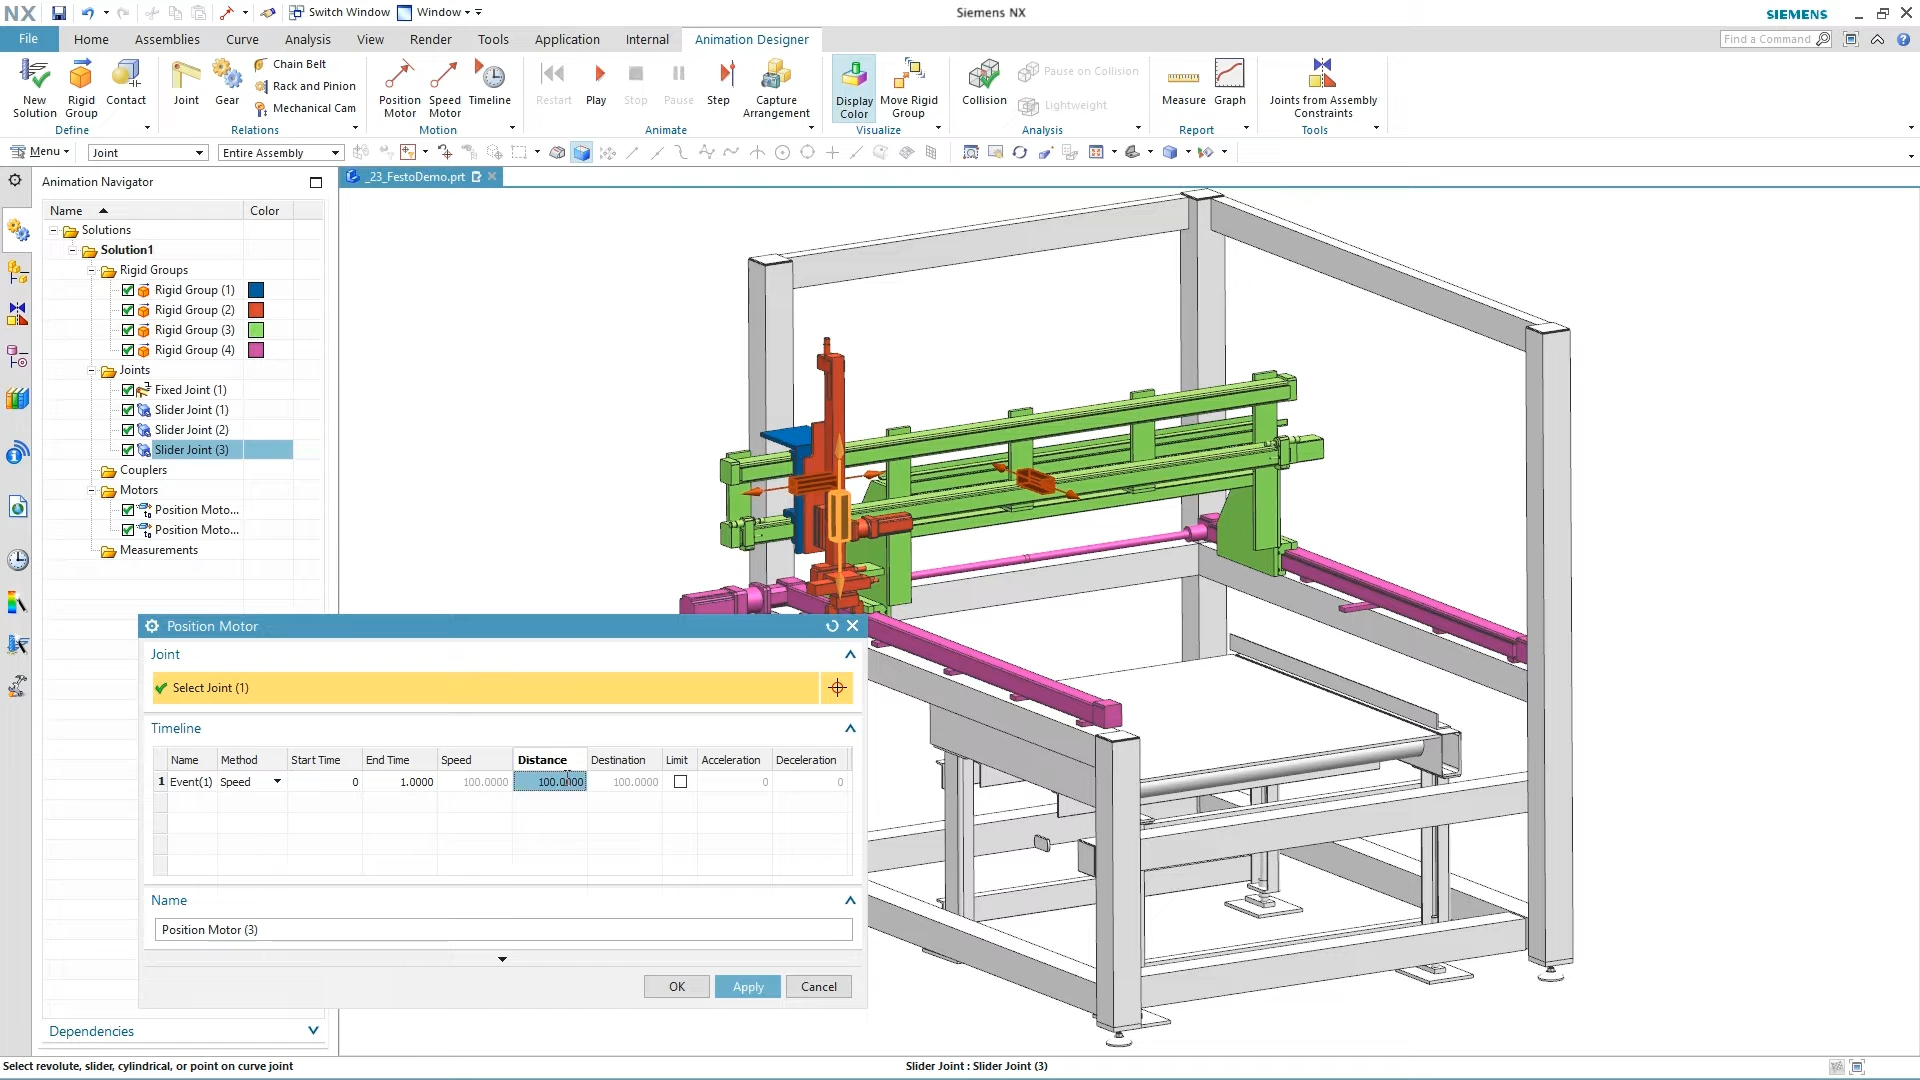 NX
Switch Window
Window
Siemens NX
SIEMENS
File
Home
Assemblies
Curve
Analysis
View
Render
Tools
Application
Internal
Animation Designer
Find a Command
New Solution
Rigid Group
Contact
Define
Joint
Gear
Chain Belt
Rack and Pinion
Mechanical Cam
Relations
Position Motor
Speed Motor
Timeline
Motion
Restart
Play
Stop
Pause
Step
Capture Arrangement
Animate
Display Color
Move Rigid Group
Visualize
Collision
Pause on Collision
Lightweight
Analysis
Measure
Graph
Report
Joints from Assembly Constraints
Tools
Menu
Joint
Entire Assembly
Animation Navigator
_23_FestoDemo.prt
Name
Color
Solutions
Solution1
Rigid Groups
Rigid Group (1)
Rigid Group (2)
Rigid Group (3)
Rigid Group (4)
Joints
Fixed Joint (1)
Slider Joint (1)
Slider Joint (2)
Slider Joint (3)
Couplers
Motors
Position Moto...
Position Moto...
Measurements
Position Motor
Joint
Select Joint (1)
Timeline
Name Method Start Time End Time Speed Distance Destination Limit Acceleration Deceleration
1 Event(1) Speed 0 1.0000 100.0000 100.0000 100.0000 0 0
Name
Position Motor (3)
OK
Apply
Cancel
Dependencies
Select revolute, slider, cylindrical, or point on curve joint
Slider Joint : Slider Joint (3)